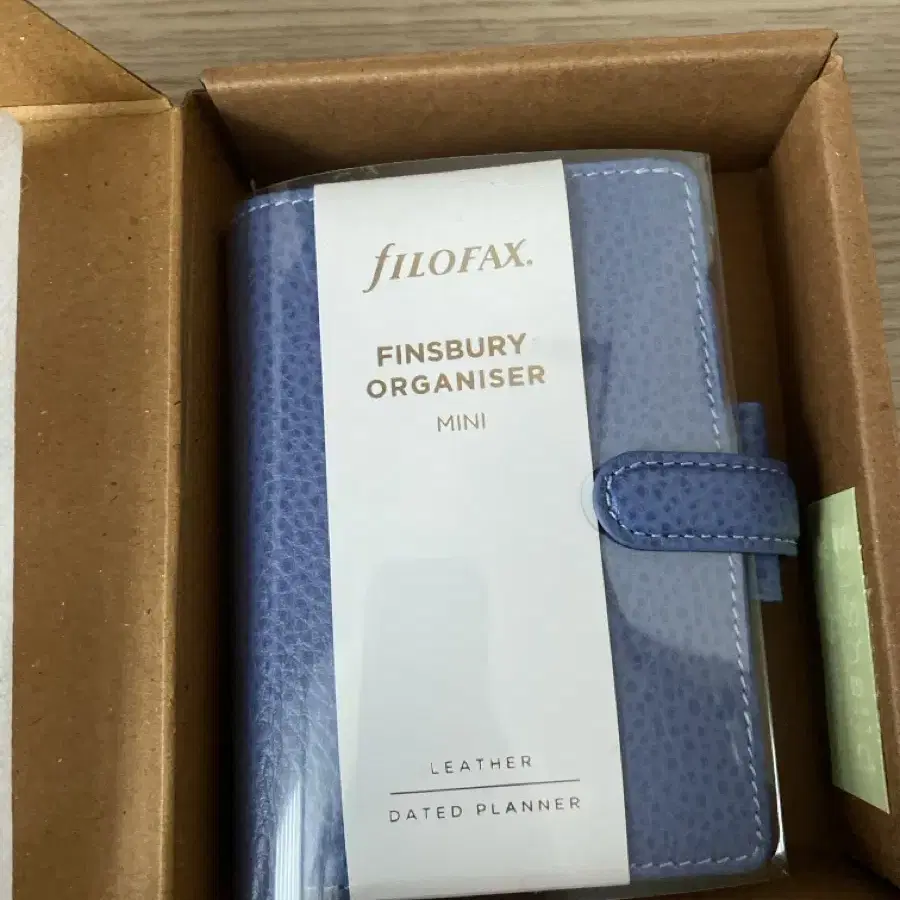 fILOFAX.
FINSBURY
ORGANISER
MINI
LEATHER
DATED PLANNER